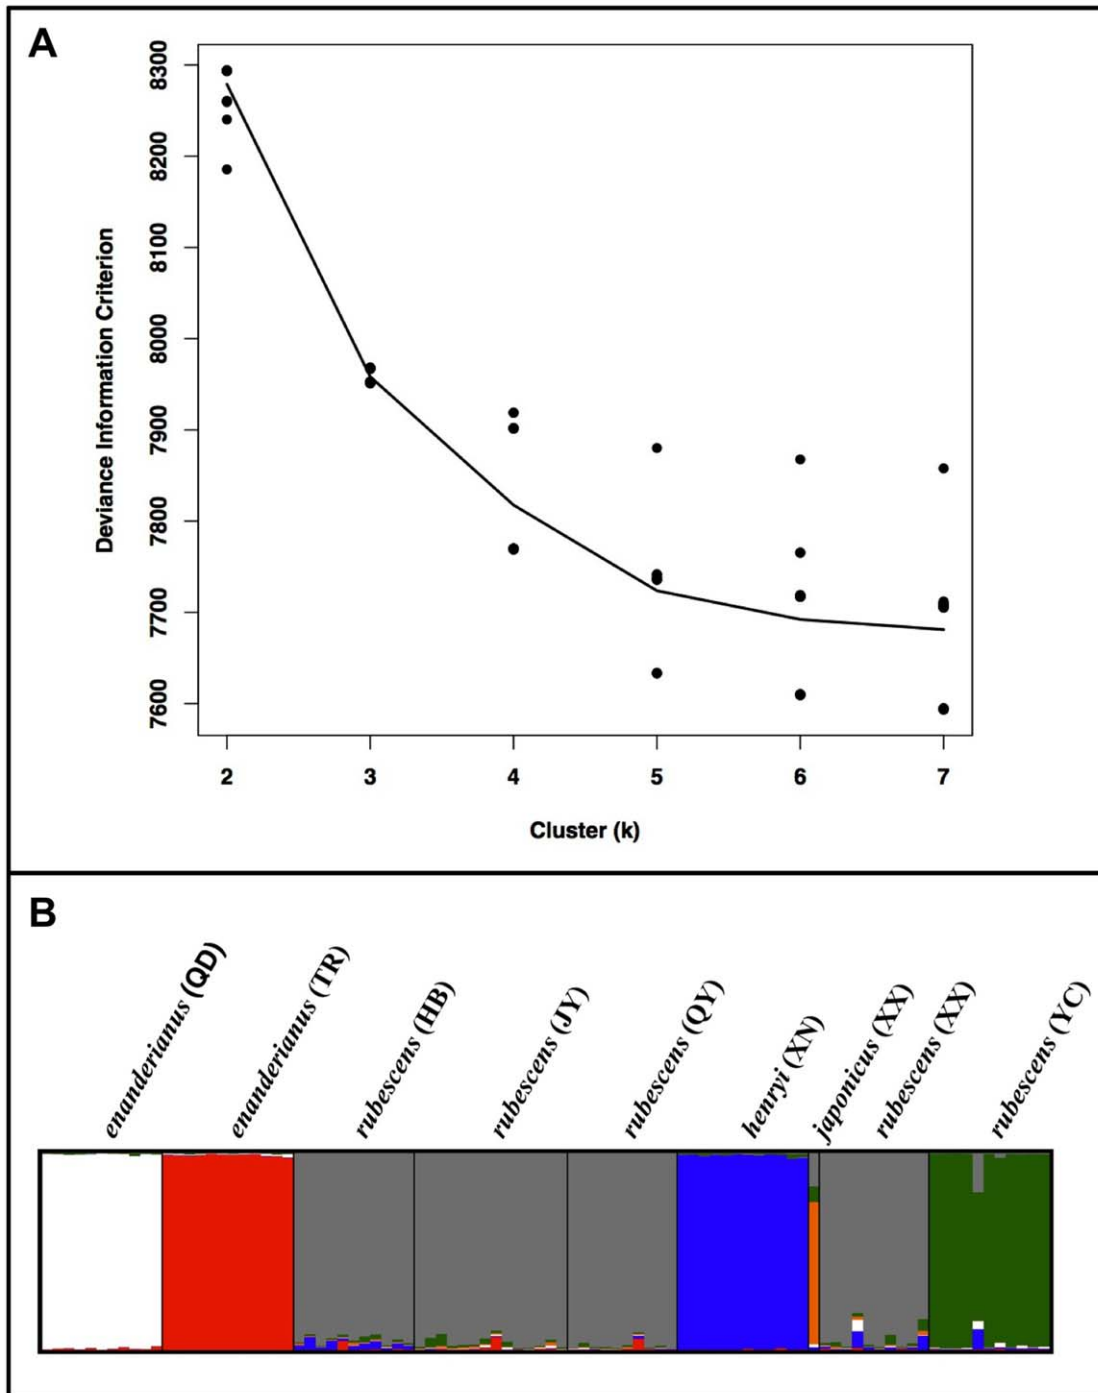 A
8300
8200
8100
8000
7900
7800
7700
7600
Deviance Information Criterion
2 3 4 5 6 7
Cluster (k)
B
enanderianus (QD)
enanderianus (TR)
rubescens (HB)
rubescens (JY)
rubescens (QY)
henryi (XN)
japonicus (XX)
rubescens (XX)
rubescens (YC)